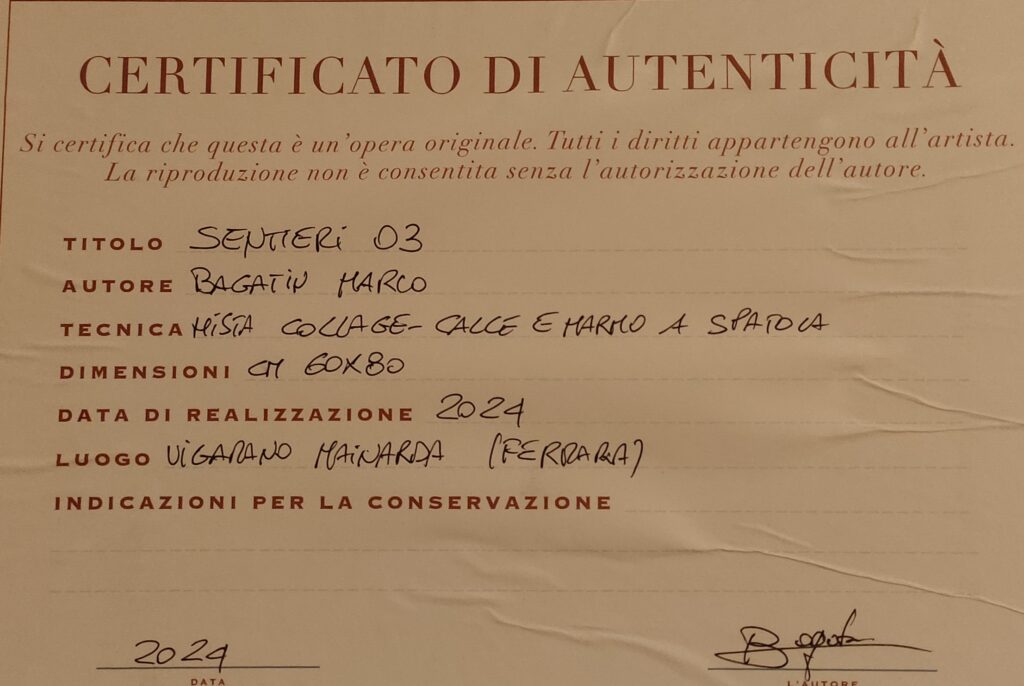 CERTIFICATO DI AUTENTICITÀ
Si certifica che questa è un'opera originale. Tutti i diritti appartengono all'artista.
La riproduzione non è consentita senza l'autorizzazione dell'autore.
TITOLO SENTIERI 03
AUTORE BAGATIN MARCO
TECNICA MISTA COLLAGE- CALCE E MARMO A SPATOLA
DIMENSIONI CM 60X80
DATA DI REALIZZAZIONE 2024
LUOGO VIGARANO MAINARDA (FERRARA)
INDICAZIONI PER LA CONSERVAZIONE
2024
DATA
L'AUTORE